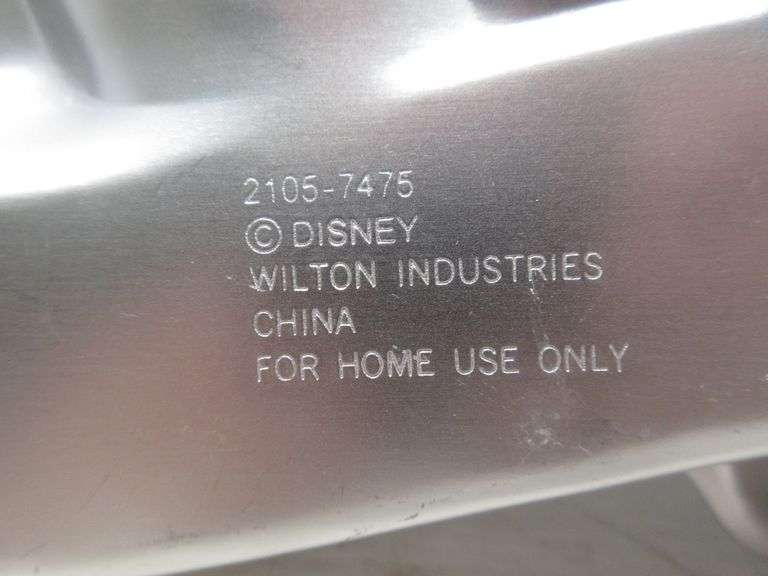 2105-7475
© DISNEY
WILTON INDUSTRIES
CHINA
FOR HOME USE ONLY